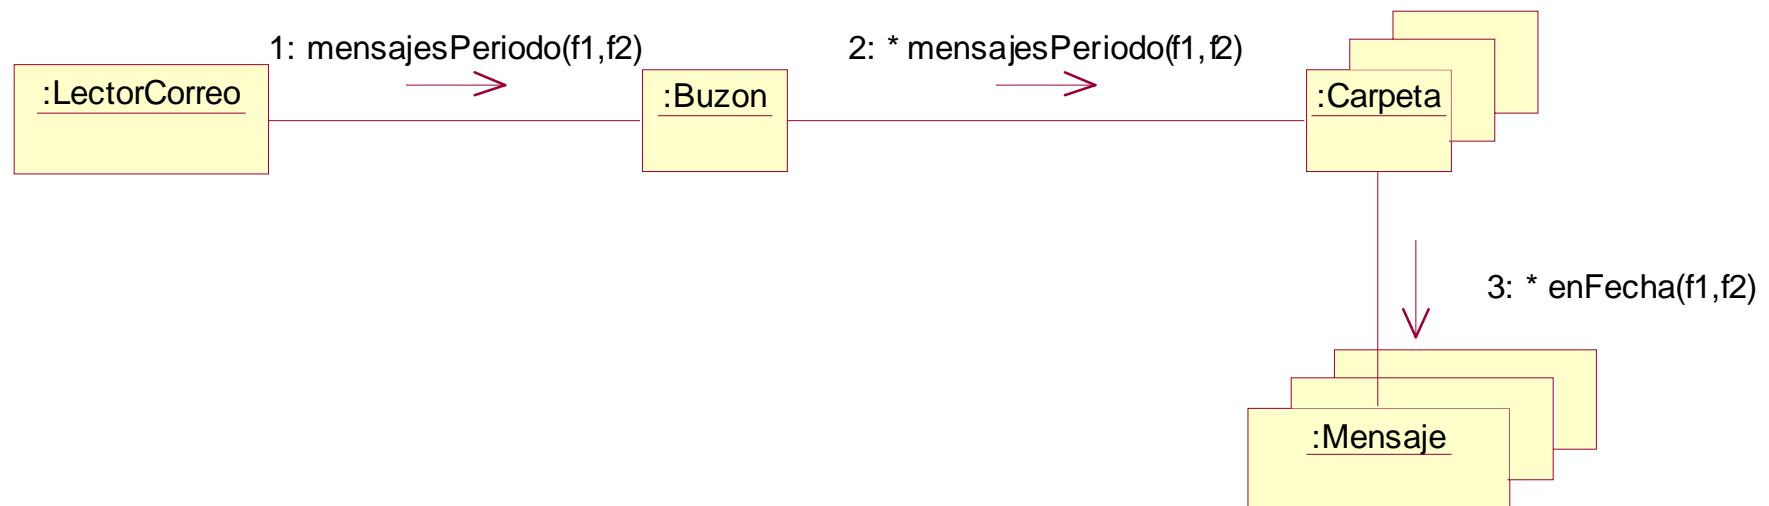 1: mensajesPeriodo(f1,f2)
2: * mensajesPeriodo(f1,f2)
:LectorCorreo
:Buzon
:Carpeta
3: * enFecha(f1,f2)
:Mensaje